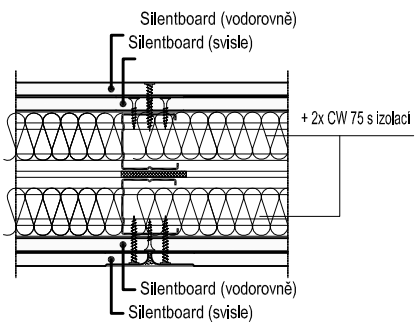 Silentboard (vodorovně)
Silentboard (svisle)
+ 2x CW 75 s izolací
Silentboard (vodorovně)
Silentboard (svisle)